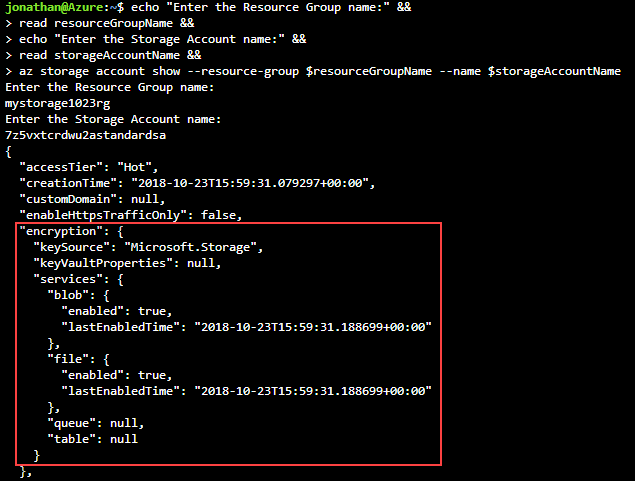 jonathan@Azure:~$ echo "Enter the Resource Group name:" &&
> read resourceGroupName &&
> echo "Enter the Storage Account name:" &&
> read storageAccountName &&
> az storage account show --resource-group $resourceGroupName --name $storageAccountName
Enter the Resource Group name:
mystorage1023rg
Enter the Storage Account name:
7z5vxtcrdwu2astandardsa
{
  "accessTier": "Hot",
  "creationTime": "2018-10-23T15:59:31.079297+00:00",
  "customDomain": null,
  "enableHttpsTrafficOnly": false,
  "encryption": {
    "keySource": "Microsoft.Storage",
    "keyVaultProperties": null,
    "services": {
      "blob": {
        "enabled": true,
        "lastEnabledTime": "2018-10-23T15:59:31.188699+00:00"
      },
      "file": {
        "enabled": true,
        "lastEnabledTime": "2018-10-23T15:59:31.188699+00:00"
      },
      "queue": null,
      "table": null
    }
  },